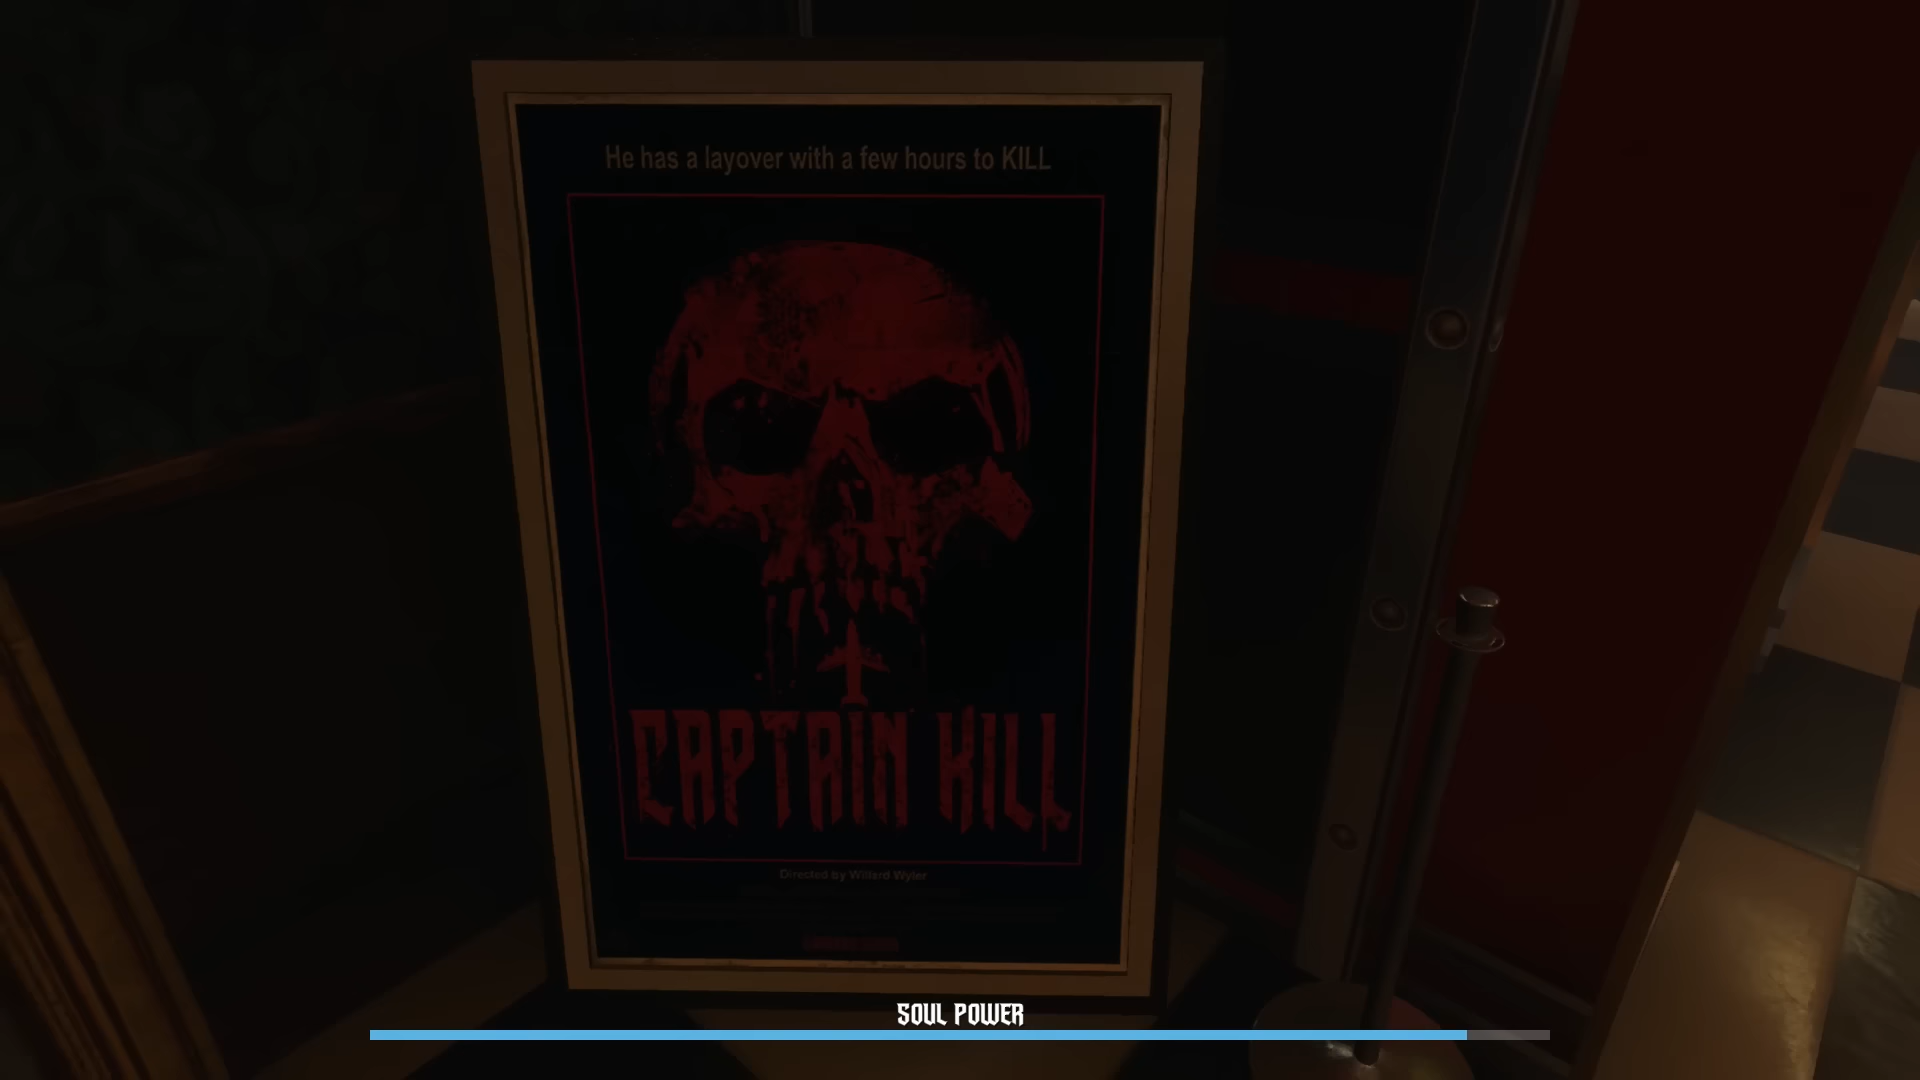 He has a layover with a few hours to KILL
CAPTAIN KILL
Directed by Willard Wyler
SOUL POWER